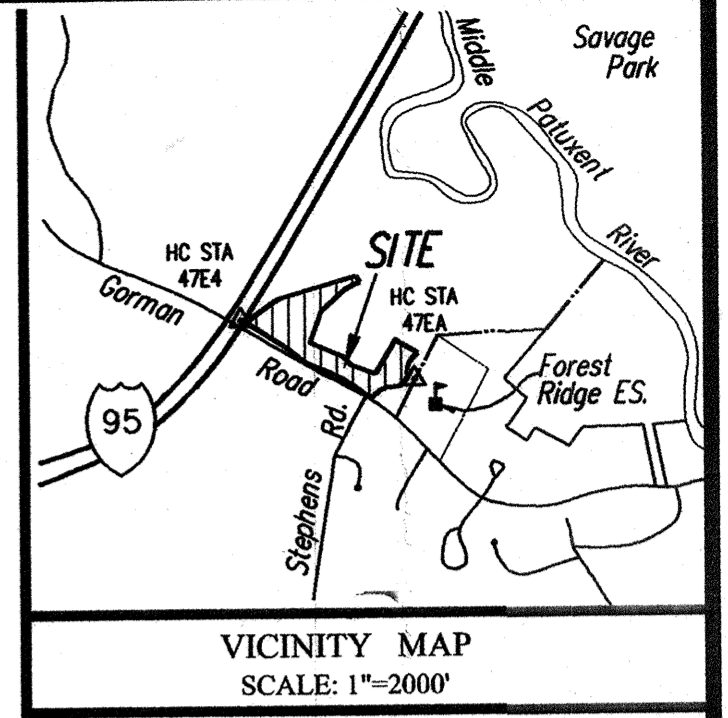 Savage
Park
Middle
Patuxent
River
HC STA
47E4
SITE
HC STA
47EA
Gorman
Road
Forest
Ridge ES.
95
Stephens
Rd.
VICINITY MAP
SCALE: 1"=2000'